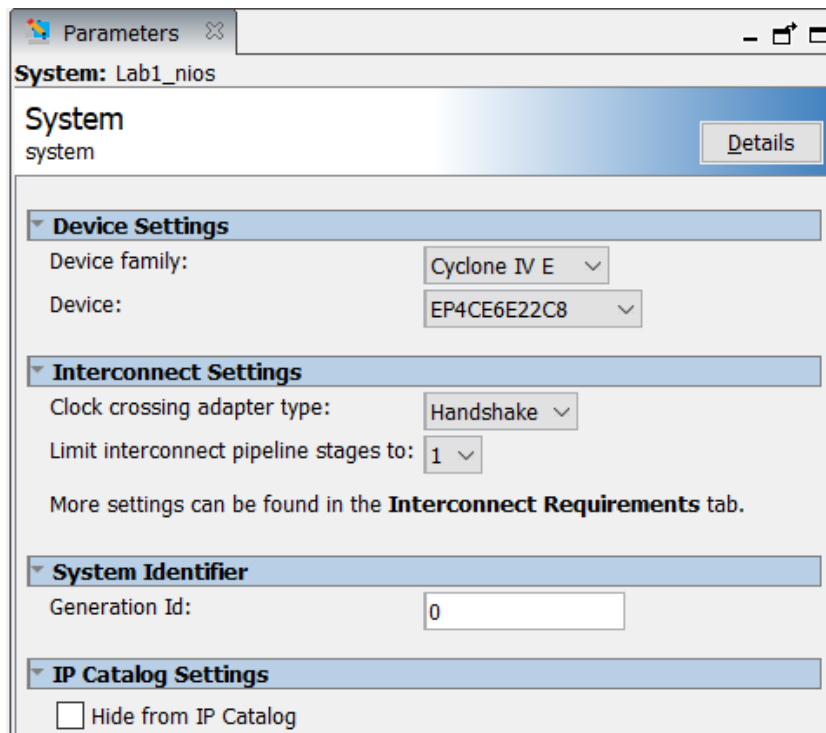 Parameters
System: Lab1_nios
System
system
Details
Device Settings
Device family: Cyclone IV E
Device: EP4CE6E22C8
Interconnect Settings
Clock crossing adapter type: Handshake
Limit interconnect pipeline stages to: 1
More settings can be found in the Interconnect Requirements tab.
System Identifier
Generation Id: 0
IP Catalog Settings
Hide from IP Catalog